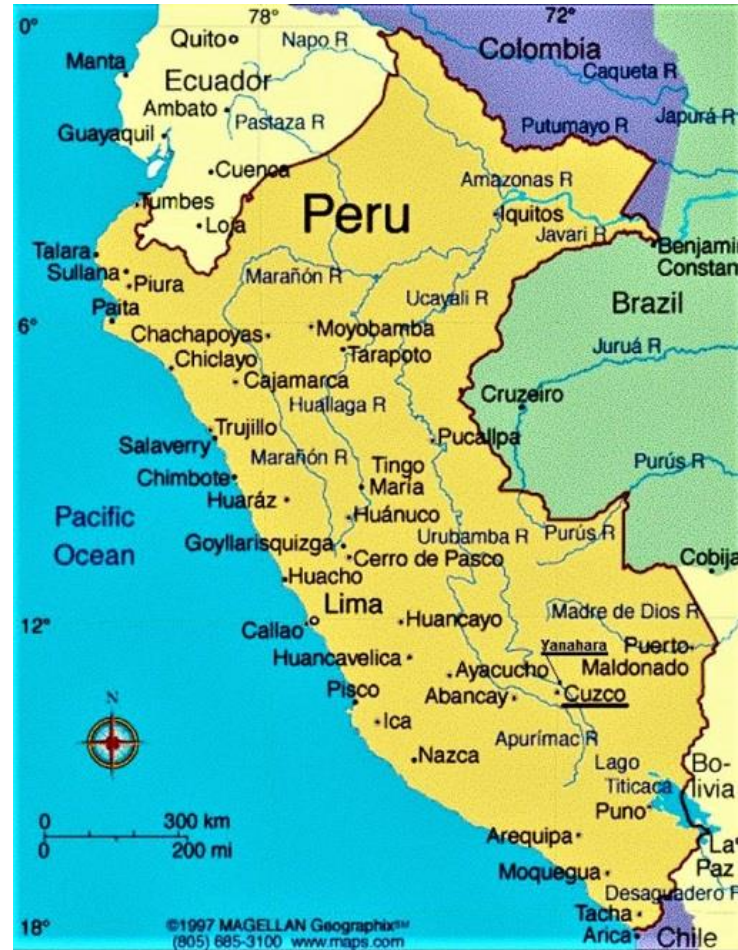 0°
78°
72°
Quito
Napo R
Colombia
Manta
Ecuador
Caqueta R
Ambato
Pastaza R
Putumayo R
Japurá R
Guayaquil
Cuenca
Amazonas R
Tumbes
Peru
Iquitos
Loja
Javari R
Talara
Benjamin
Constan
Sullana
Piura
Marañón R
Ucayali R
Brazil
Paita
6°
Chachapoyas
Moyobamba
Chiclayo
Tarapoto
Juruá R
Cajamarca
Cruzeiro
Huallaga R
Trujillo
Salaverry
Pucallpa
Marañón R
Tingo
María
Purús R
Chimbote
Huaráz
Pacific
Ocean
Huánuco
Goyllarisquizga
Urubamba R
Purús R
Cerro de Pasco
Cobija
Huacho
Lima
Madre de Dios R
12°
Callao
Huancayo
Yanahara
Puerto
Maldonado
Huancavelica
Ayacucho
Pisco
Abancay
Cuzco
N
Ica
Apurímac R
Nazca
Lago
Titicaca
Bo-
livia
0 300 km
0 200 mi
Puno
Arequipa
La
Paz
Moquegua
Desaguadero R
18°
©1997 MAGELLAN Geographix℠
(805) 685-3100 www.maps.com
Tacha
Arica
Chile